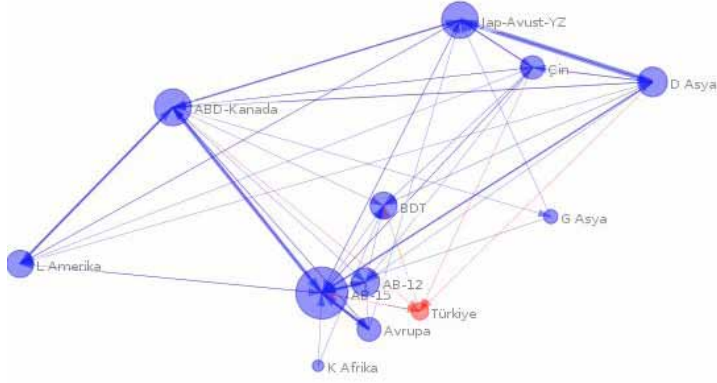 Jap-Avust-YZ
Çin
D Asya
ABD-Kanada
BDT
G Asya
L Amerika
AB-12
AB-15
Türkiye
Avrupa
K Afrika